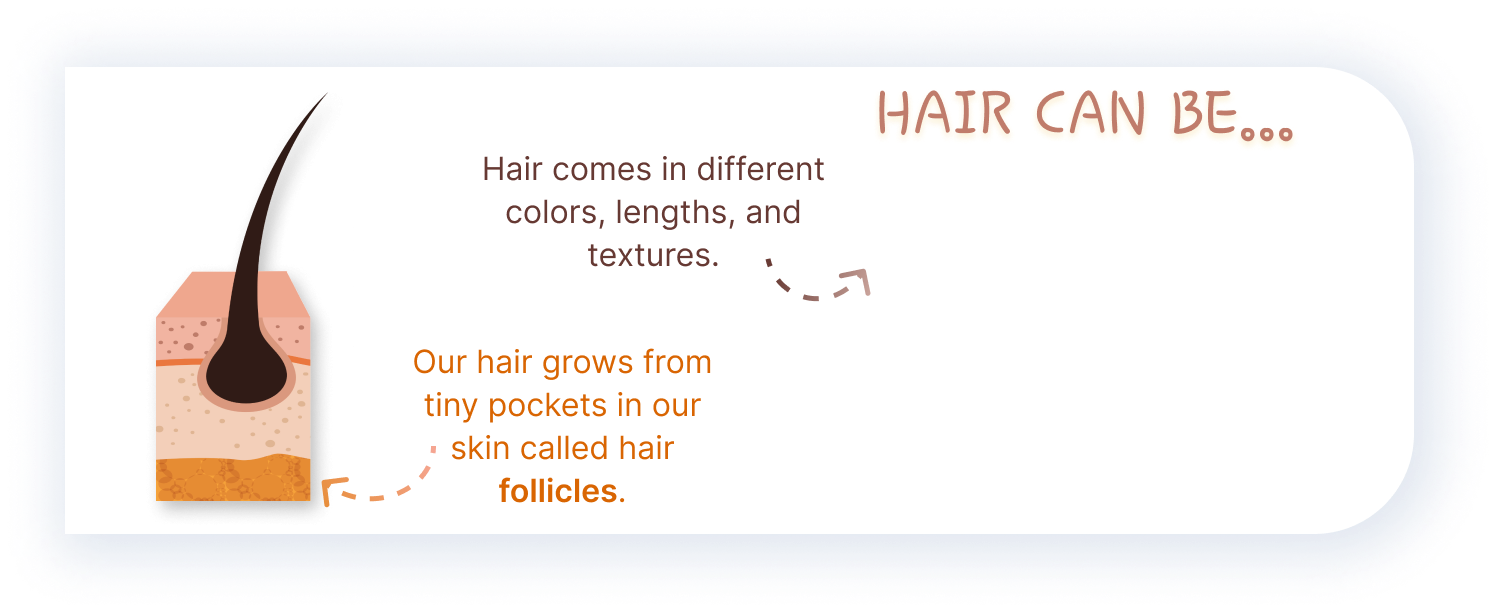 HAIR CAN BE...
Hair comes in different
colors, lengths, and
textures.
Our hair grows from
tiny pockets in our
skin called hair
follicles.